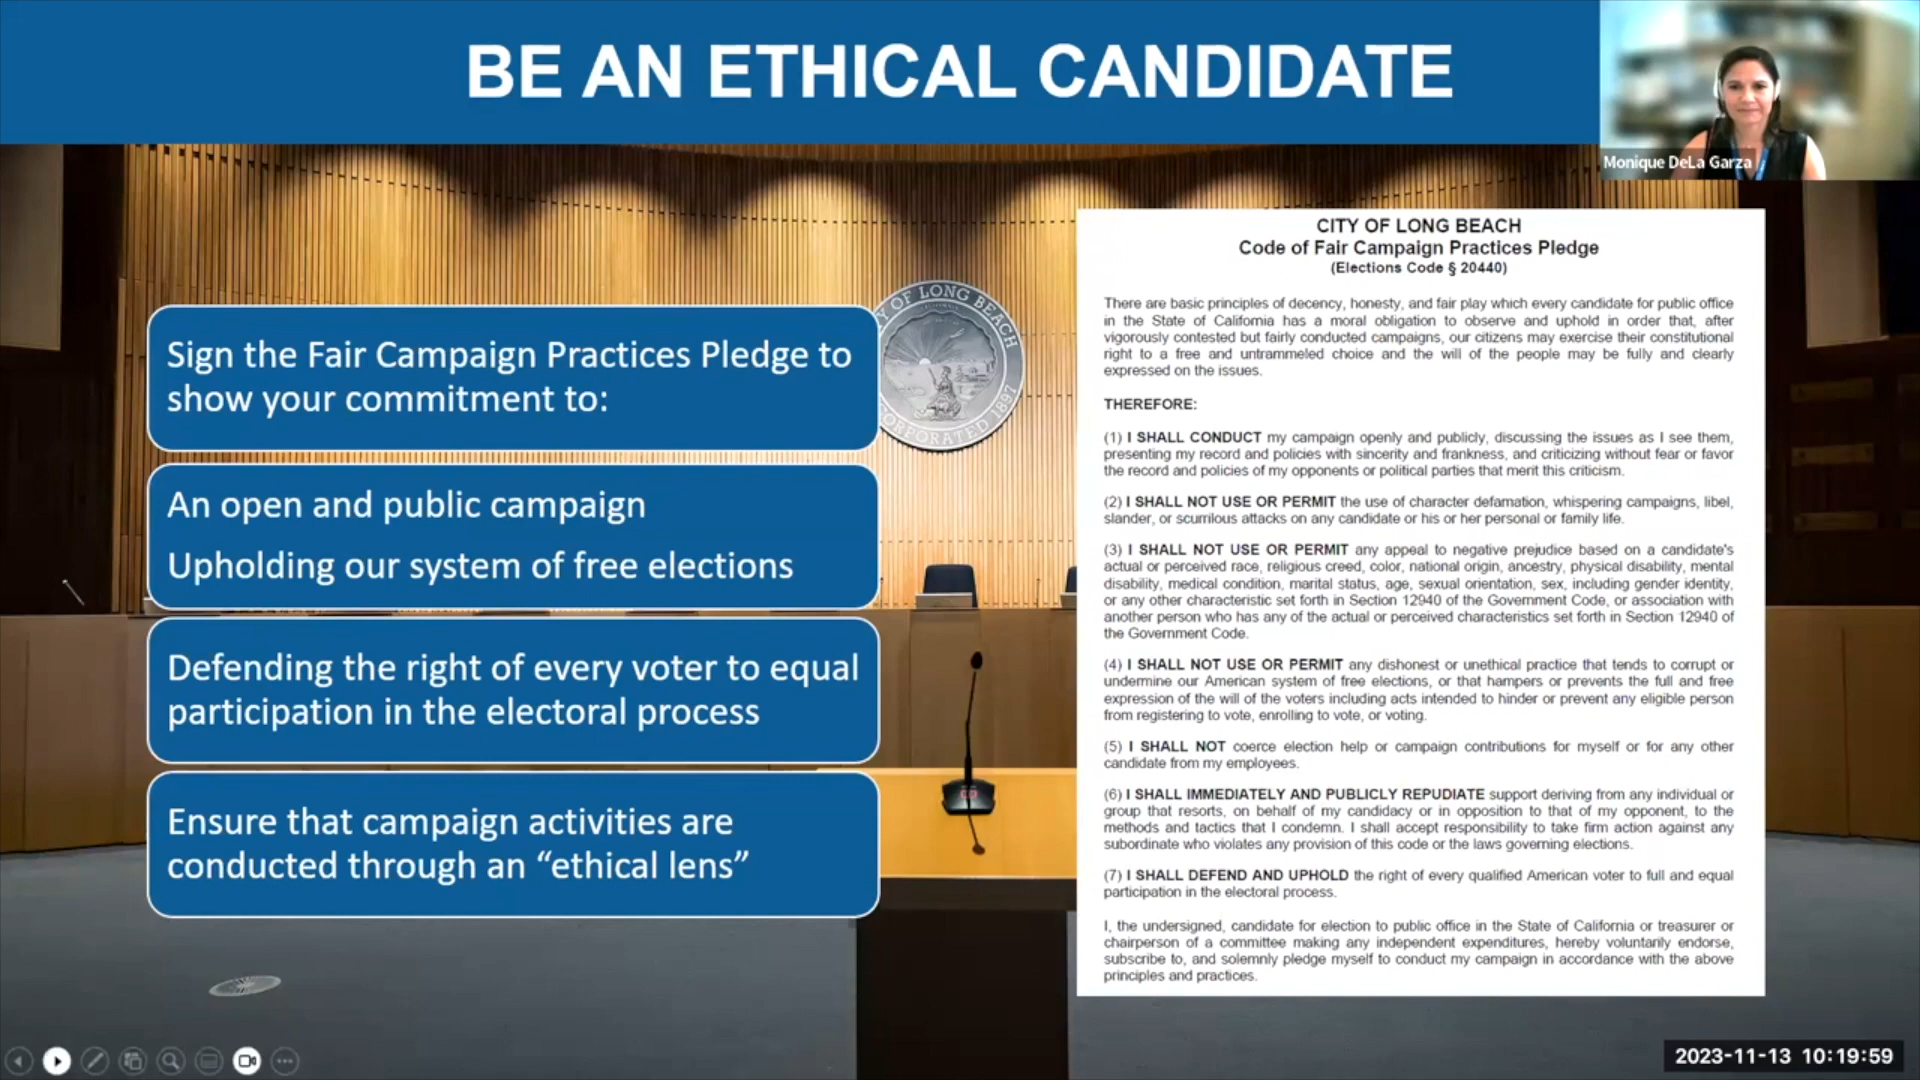 BE AN ETHICAL CANDIDATE
Monique DeLa Garza
Sign the Fair Campaign Practices Pledge to
show your commitment to:
An open and public campaign
Upholding our system of free elections
Defending the right of every voter to equal
participation in the electoral process
Ensure that campaign activities are
conducted through an “ethical lens”
OF LONG BEACH
1897
CITY OF LONG BEACH
Code of Fair Campaign Practices Pledge
(Elections Code § 20440)
There are basic principles of decency, honesty, and fair play which every candidate for public office
in the State of California has a moral obligation to observe and uphold in order that, after
vigorously contested but fairly conducted campaigns, our citizens may exercise their constitutional
right to a free and untrammeled choice and the will of the people may be fully and clearly
expressed on the issues.
THEREFORE:
(1) I SHALL CONDUCT my campaign openly and publicly, discussing the issues as I see them,
presenting my record and policies with sincerity and frankness, and criticizing without fear or favor
the record and policies of my opponents or political parties that merit this criticism.
(2) I SHALL NOT USE OR PERMIT the use of character defamation, whispering campaigns, libel,
slander, or scurrilous attacks on any candidate or his or her personal or family life.
(3) I SHALL NOT USE OR PERMIT any appeal to negative prejudice based on a candidate's
actual or perceived race, religious creed, color, national origin, ancestry, physical disability, mental
disability, medical condition, marital status, age, sexual orientation, sex, including gender identity,
or any other characteristic set forth in Section 12940 of the Government Code, or association with
another person who has any of the actual or perceived characteristics set forth in Section 12940 of
the Government Code.
(4) I SHALL NOT USE OR PERMIT any dishonest or unethical practice that tends to corrupt or
undermine our American system of free elections, or that hampers or prevents the full and free
expression of the will of the voters including acts intended to hinder or prevent any eligible person
from registering to vote, enrolling to vote, or voting.
(5) I SHALL NOT coerce election help or campaign contributions for myself or for any other
candidate from my employees.
(6) I SHALL IMMEDIATELY AND PUBLICLY REPUDIATE support deriving from any individual or
group that resorts, on behalf of my candidacy or in opposition to that of my opponent, to the
methods and tactics that I condemn. I shall accept responsibility to take firm action against any
subordinate who violates any provision of this code or the laws governing elections.
(7) I SHALL DEFEND AND UPHOLD the right of every qualified American voter to full and equal
participation in the electoral process.
I, the undersigned, candidate for election to public office in the State of California or treasurer or
chairperson of a committee making any independent expenditures, hereby voluntarily endorse,
subscribe to, and solemnly pledge myself to conduct my campaign in accordance with the above
principles and practices.
2023-11-13 10:19:59